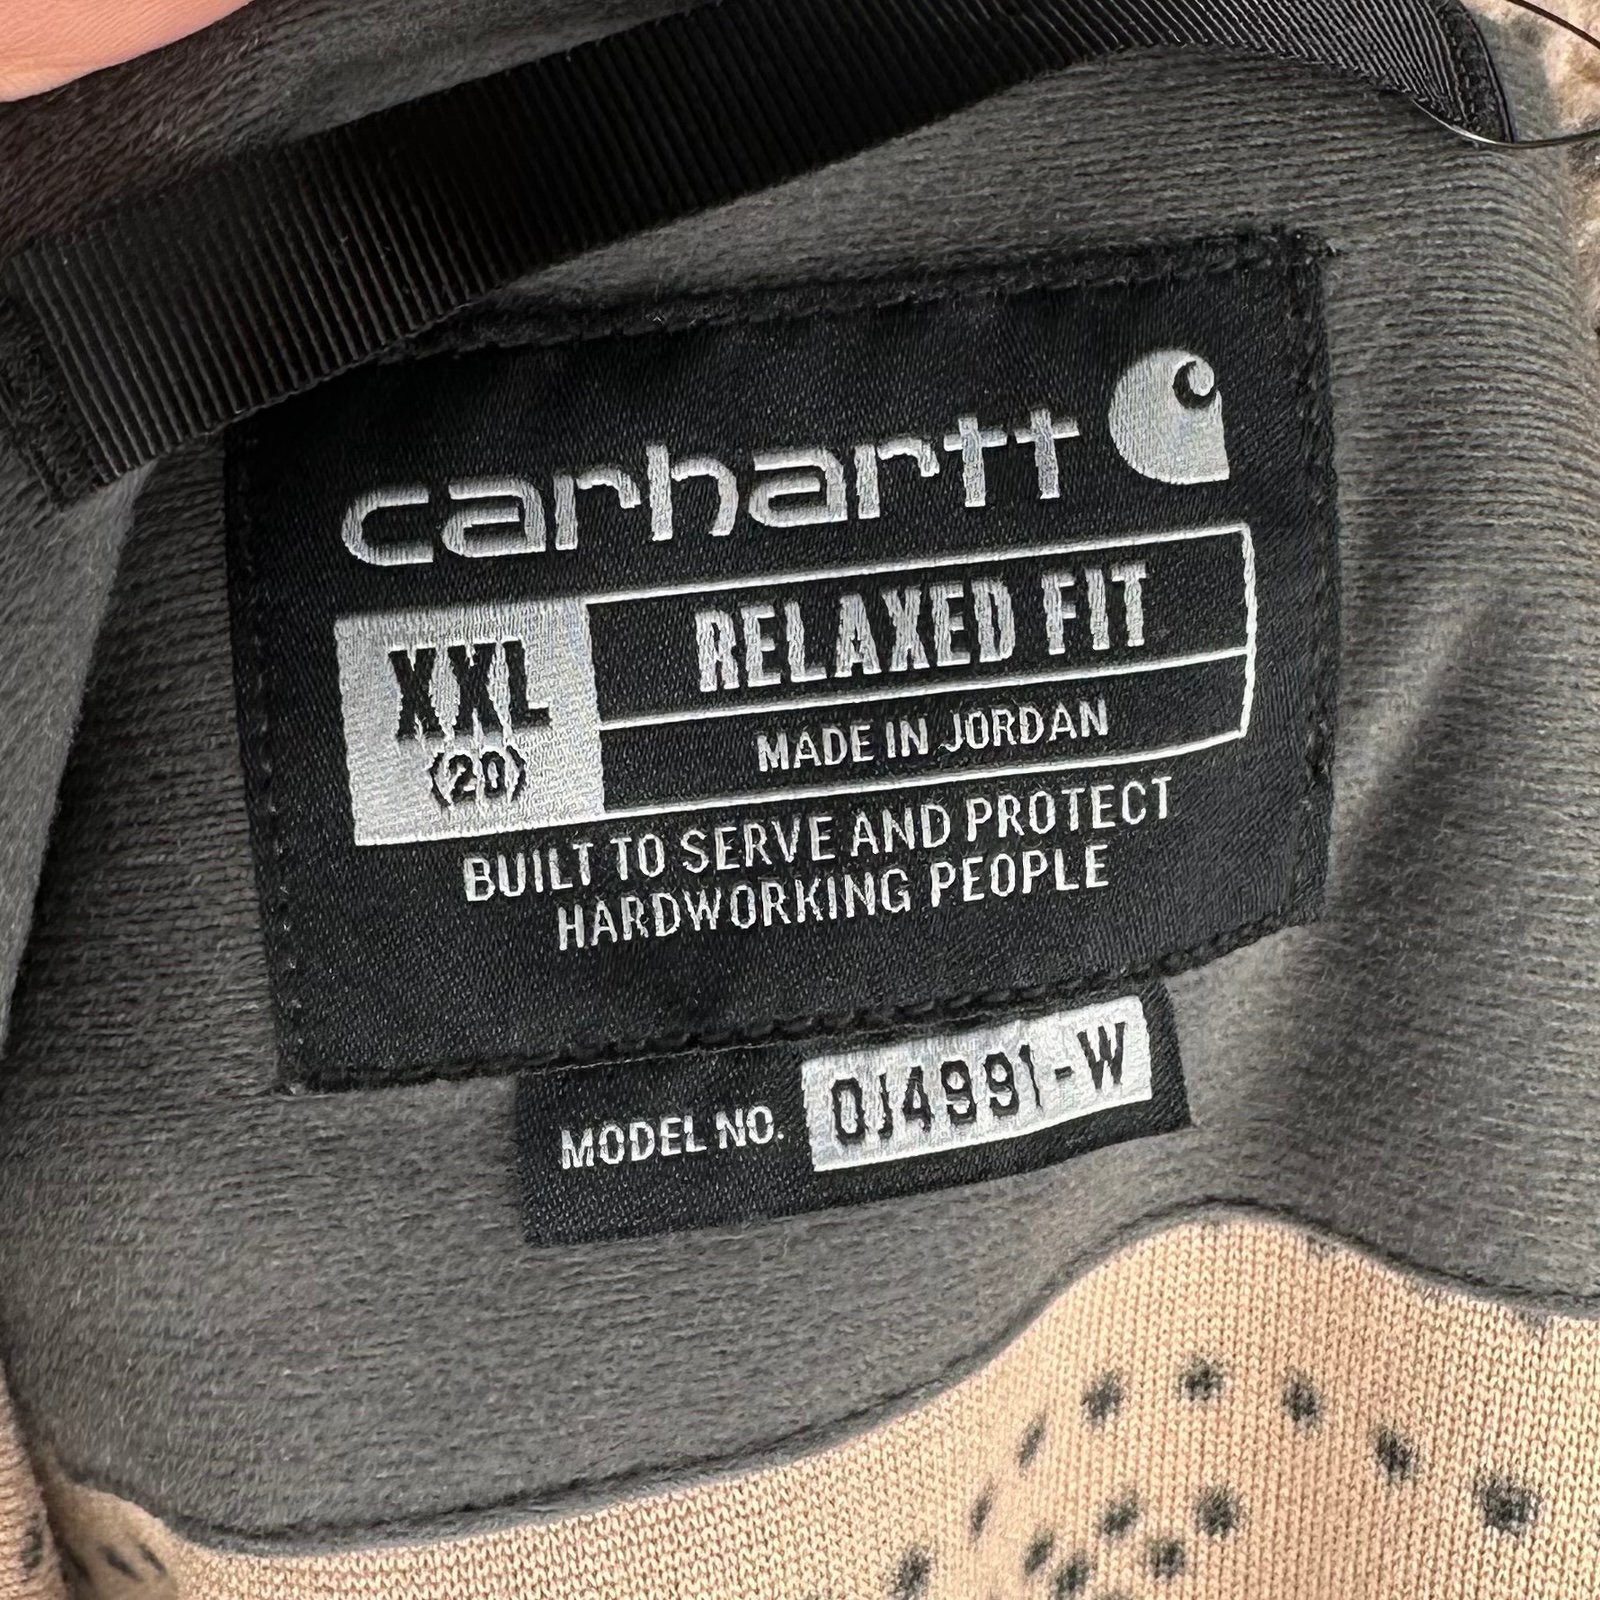 carhartt
XXL
(20)
RELAXED FIT
MADE IN JORDAN
BUILT TO SERVE AND PROTECT
HARDWORKING PEOPLE
MODEL NO. OJ4991-W